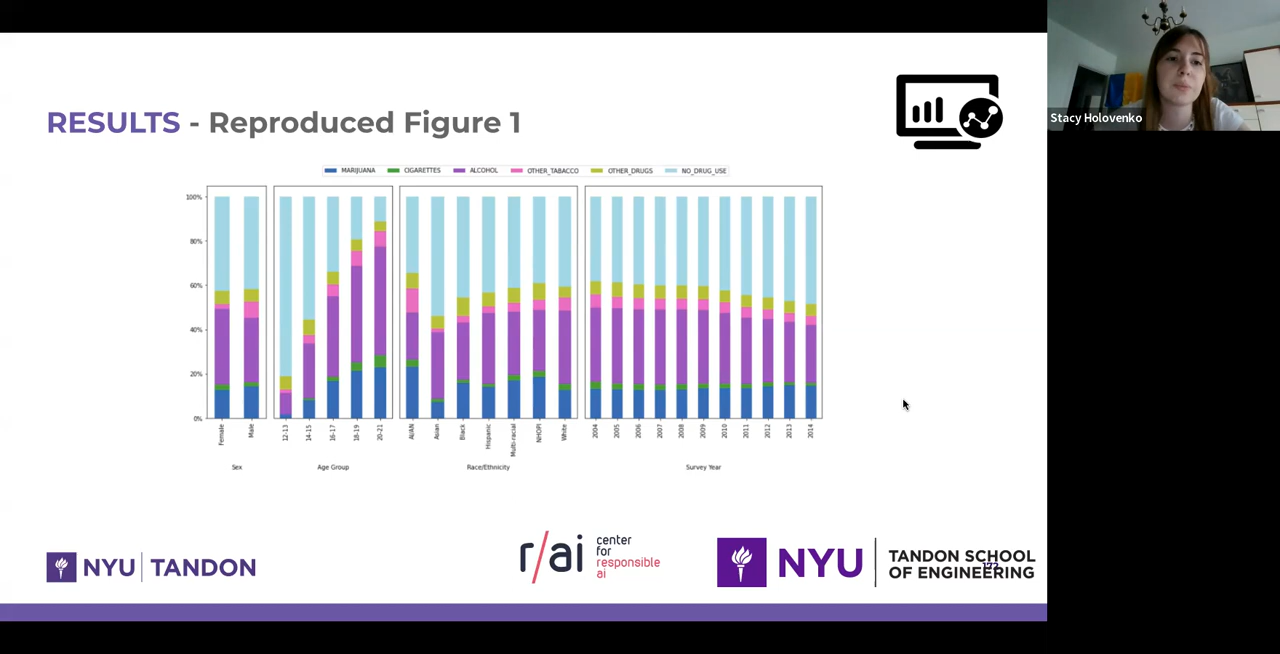 Stacy Holovenko
RESULTS - Reproduced Figure 1
MARIJUANA CIGARETTES ALCOHOL OTHER_TABACCO OTHER_DRUGS NO_DRUG_USE
100%
80%
60%
40%
20%
0%
Female Male 12-13 14-15 16-17 18-19 20-21 AI/AN Asian Black Hispanic Multi-racial NHOPI White 2004 2005 2006 2007 2008 2009 2010 2011 2012 2013 2014
Sex Age Group Race/Ethnicity Survey Year
NYU TANDON
r/ai center
for
responsible
ai
NYU TANDON SCHOOL
OF ENGINEERING